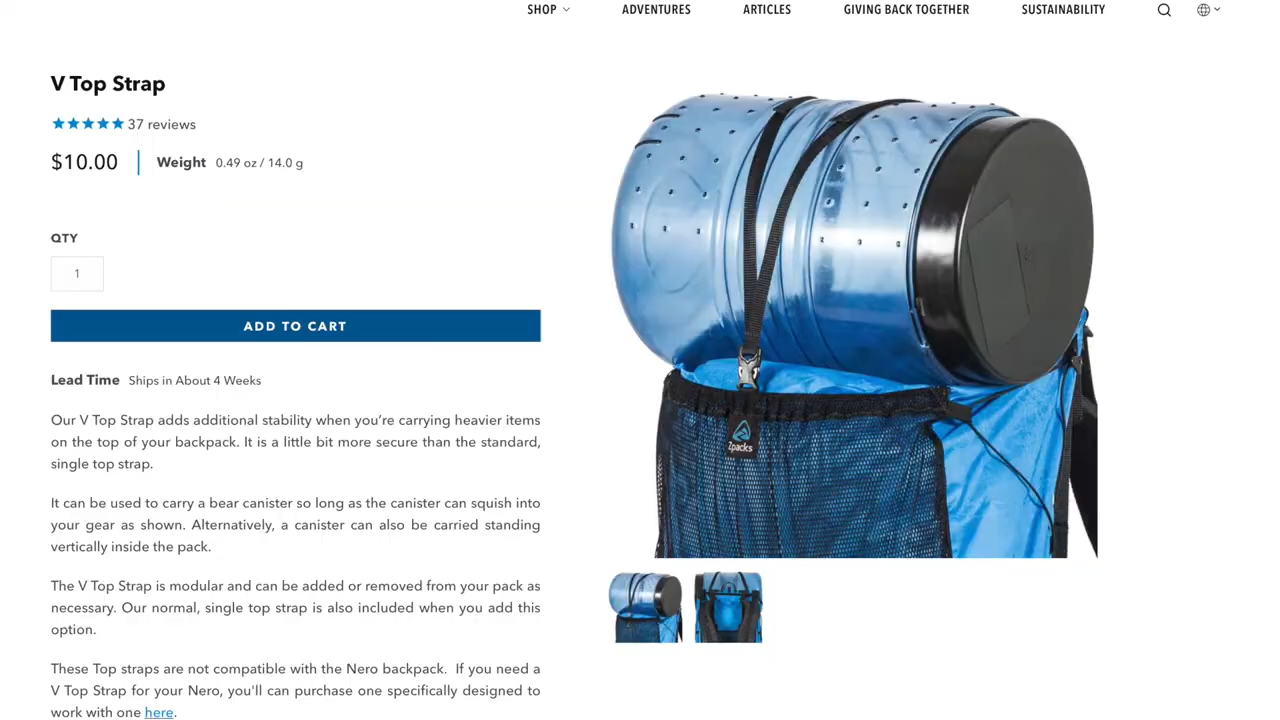 SHOP ADVENTURES ARTICLES GIVING BACK TOGETHER SUSTAINABILITY
V Top Strap
37 reviews
$10.00 Weight 0.49 oz / 14.0 g
QTY
1
ADD TO CART
Lead Time Ships in About 4 Weeks
Our V Top Strap adds additional stability when you’re carrying heavier items
on the top of your backpack. It is a little bit more secure than the standard,
single top strap.
It can be used to carry a bear canister so long as the canister can squish into
your gear as shown. Alternatively, a canister can also be carried standing
vertically inside the pack.
The V Top Strap is modular and can be added or removed from your pack as
necessary. Our normal, single top strap is also included when you add this
option.
These Top straps are not compatible with the Nero backpack. If you need a
V Top Strap for your Nero, you'll can purchase one specifically designed to
work with one here.
Zpacks